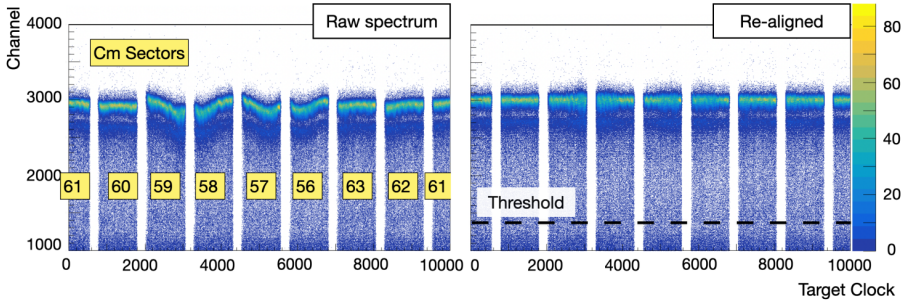 Channel
4000
3000
2000
1000
Raw spectrum
Cm Sectors
61 60 59 58 57 56 63 62 61
0 2000 4000 6000 8000 10000
Re-aligned
Threshold
0 2000 4000 6000 8000 10000
80
60
40
20
0
Target Clock